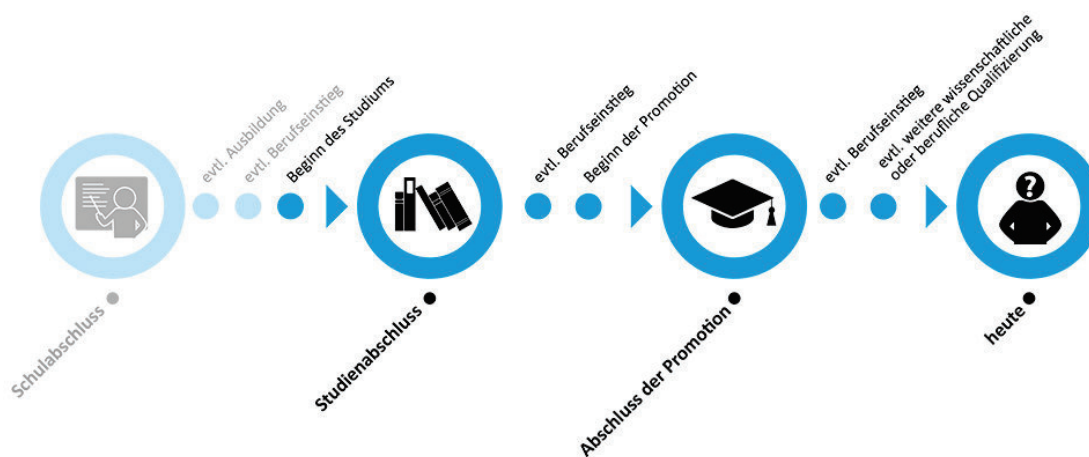 Schulabschluss
evtl. Ausbildung
evtl. Berufseinstieg
Beginn des Studiums
Studienabschluss
evtl. Berufseinstieg
Beginn der Promotion
Abschluss der Promotion
evtl. Berufseinstieg
evtl. weitere wissenschaftliche
oder berufliche Qualifizierung
?
heute